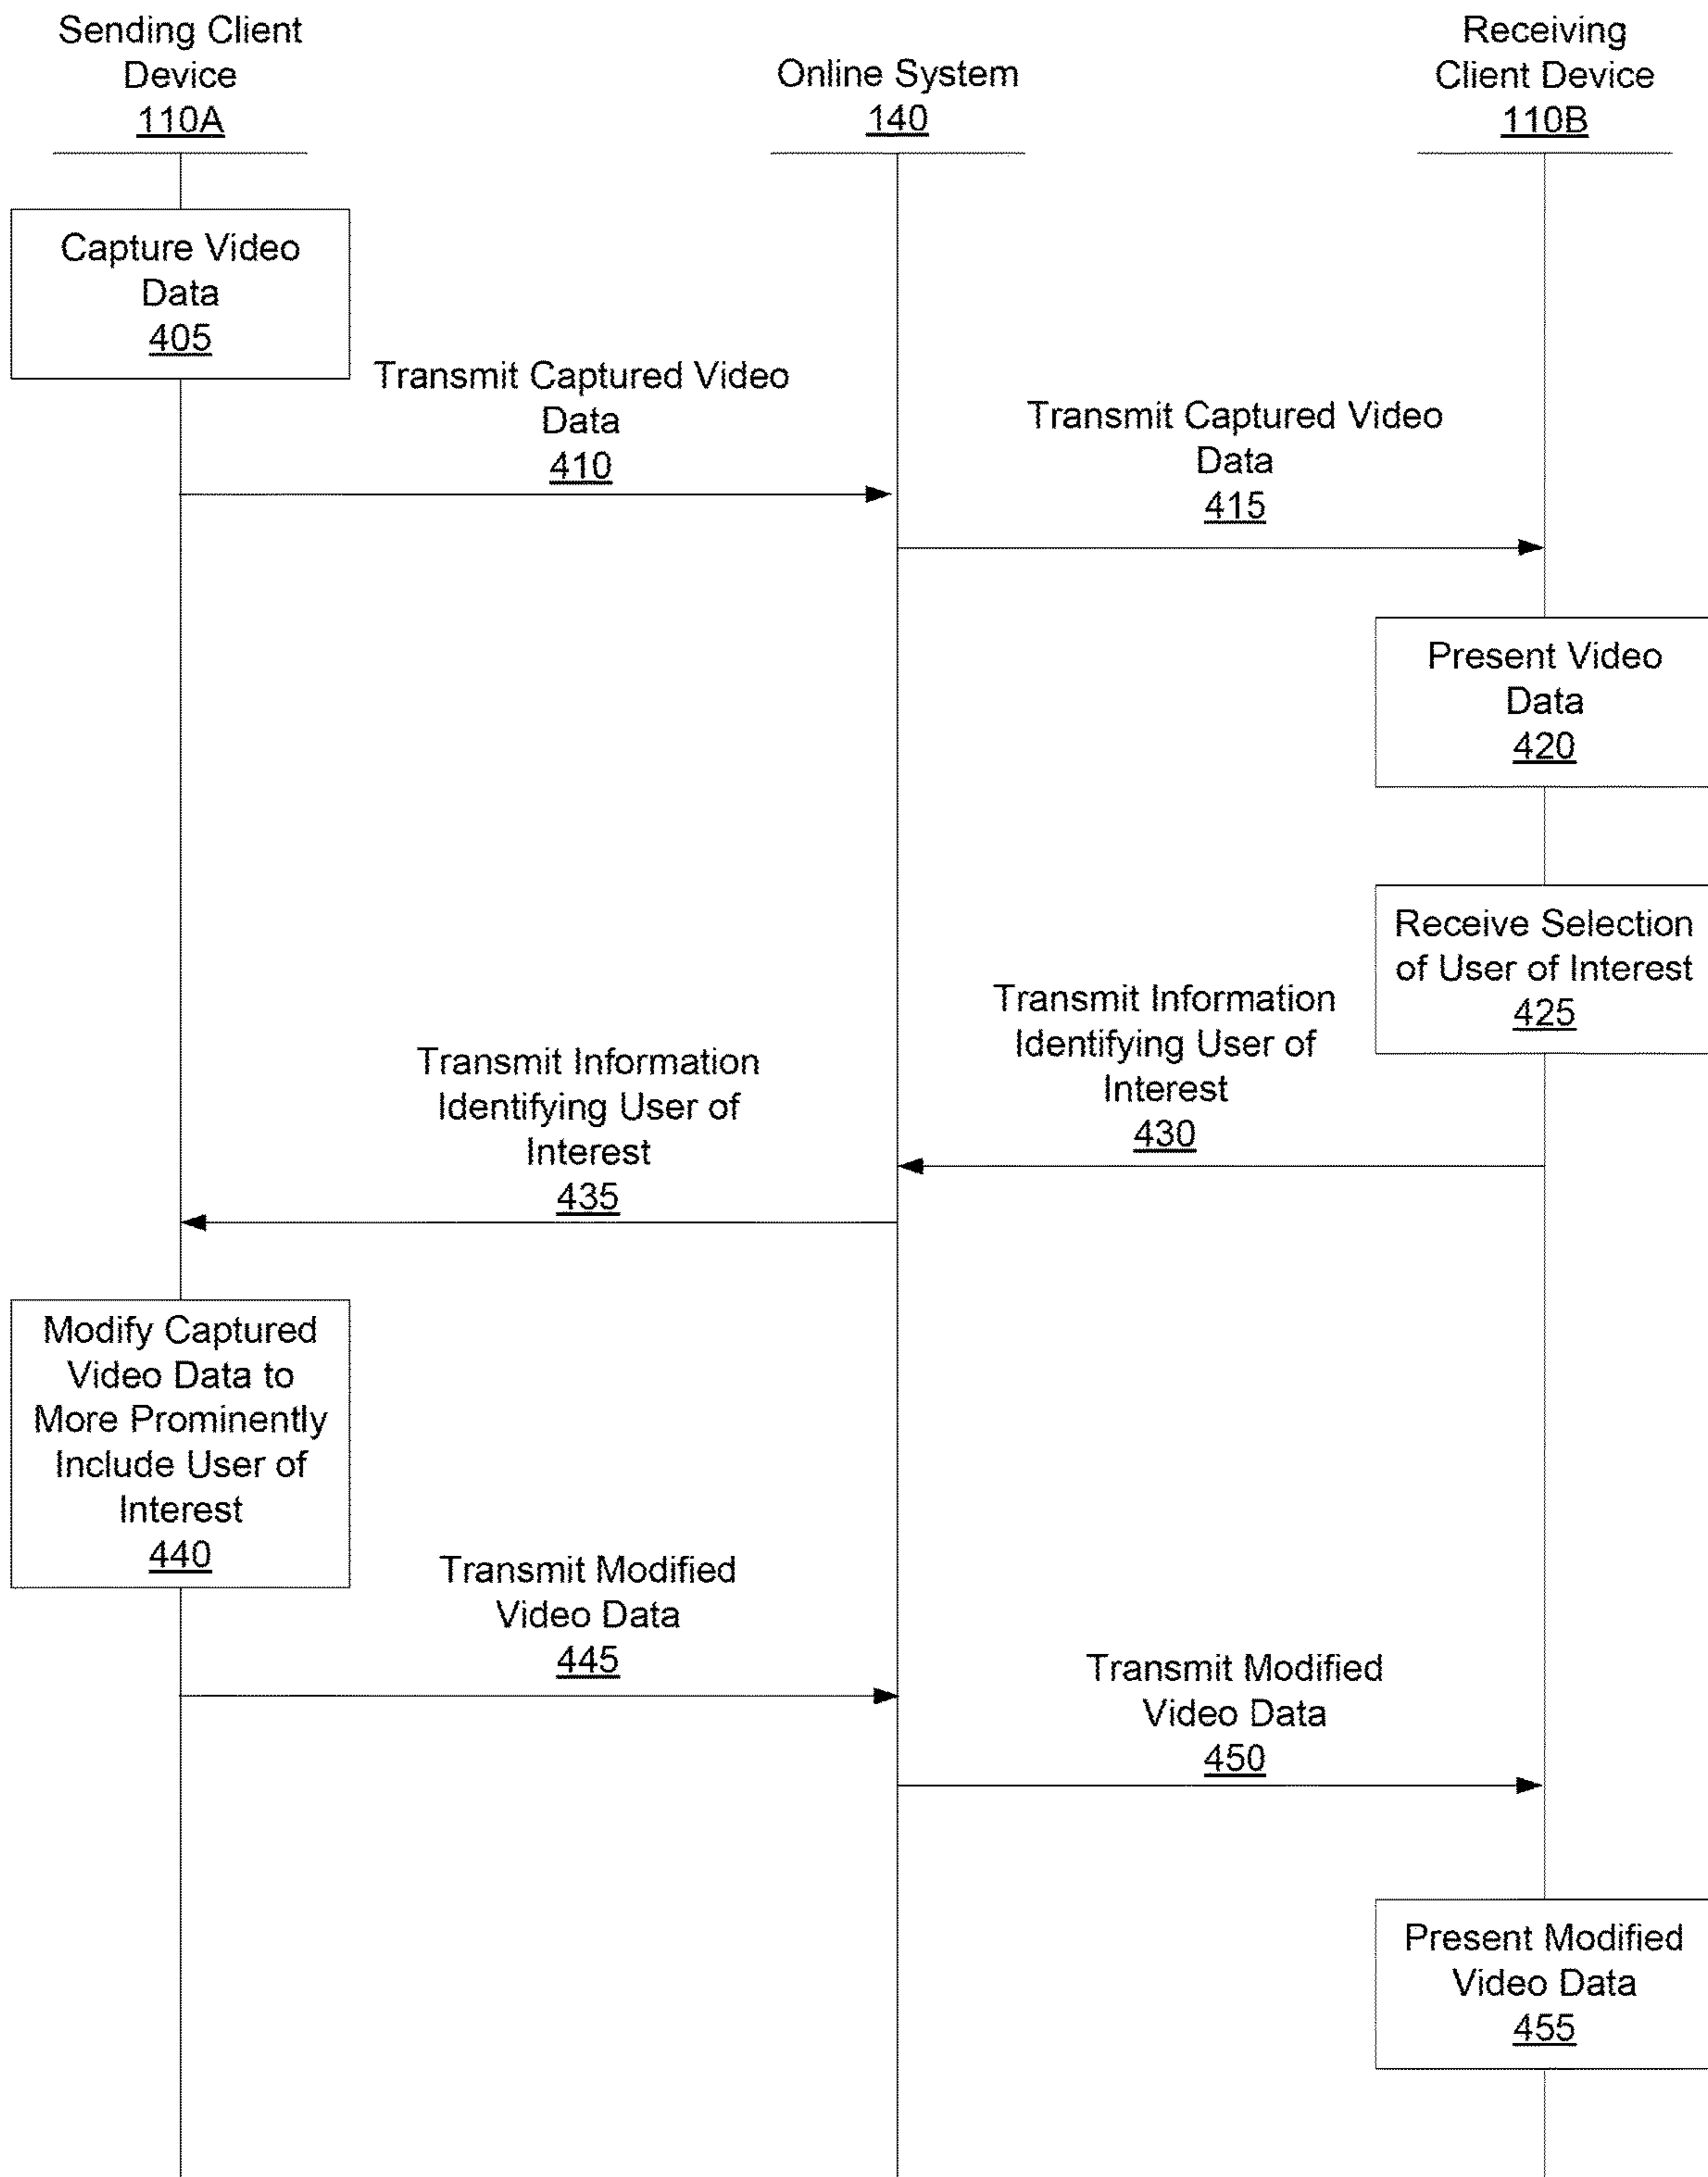 Sending Client
Device
110A
Online System
140
Receiving
Client Device
110B
Capture Video
Data
405
Transmit Captured Video
Data
410
Transmit Captured Video
Data
415
Present Video
Data
420
Receive Selection
of User of Interest
425
Transmit Information
Identifying User of
Interest
430
Transmit Information
Identifying User of
Interest
435
Modify Captured
Video Data to
More Prominently
Include User of
Interest
440
Transmit Modified
Video Data
445
Transmit Modified
Video Data
450
Present Modified
Video Data
455